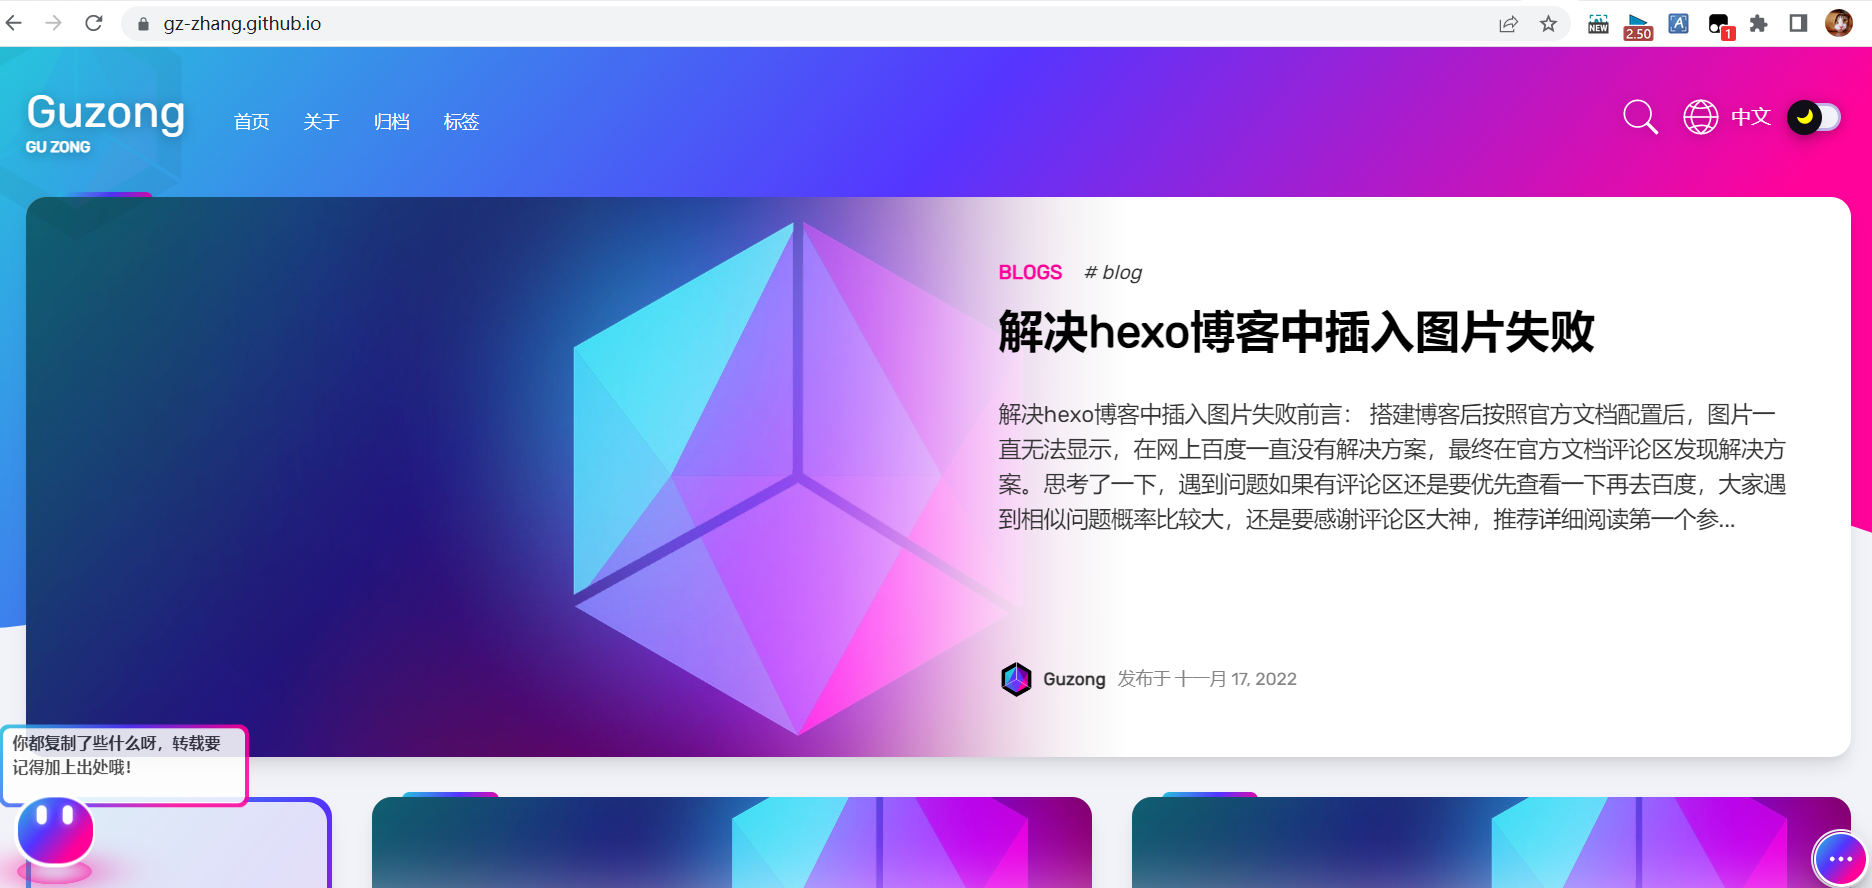 gz-zhang.github.io
NEW
2.50
A
1
Guzong
GU ZONG
首页 关于 归档 标签
中文
BLOGS # blog
解决hexo博客中插入图片失败
解决hexo博客中插入图片失败前言： 搭建博客后按照官方文档配置后，图片一
直无法显示，在网上百度一直没有解决方案，最终在官方文档评论区发现解决方
案。思考了一下，遇到问题如果有评论区还是要优先查看一下再去百度，大家遇
到相似问题概率比较大，还是要感谢评论区大神，推荐详细阅读第一个参...
Guzong 发布于 十一月 17, 2022
你都复制了些什么呀，转载要
记得加上出处哦！